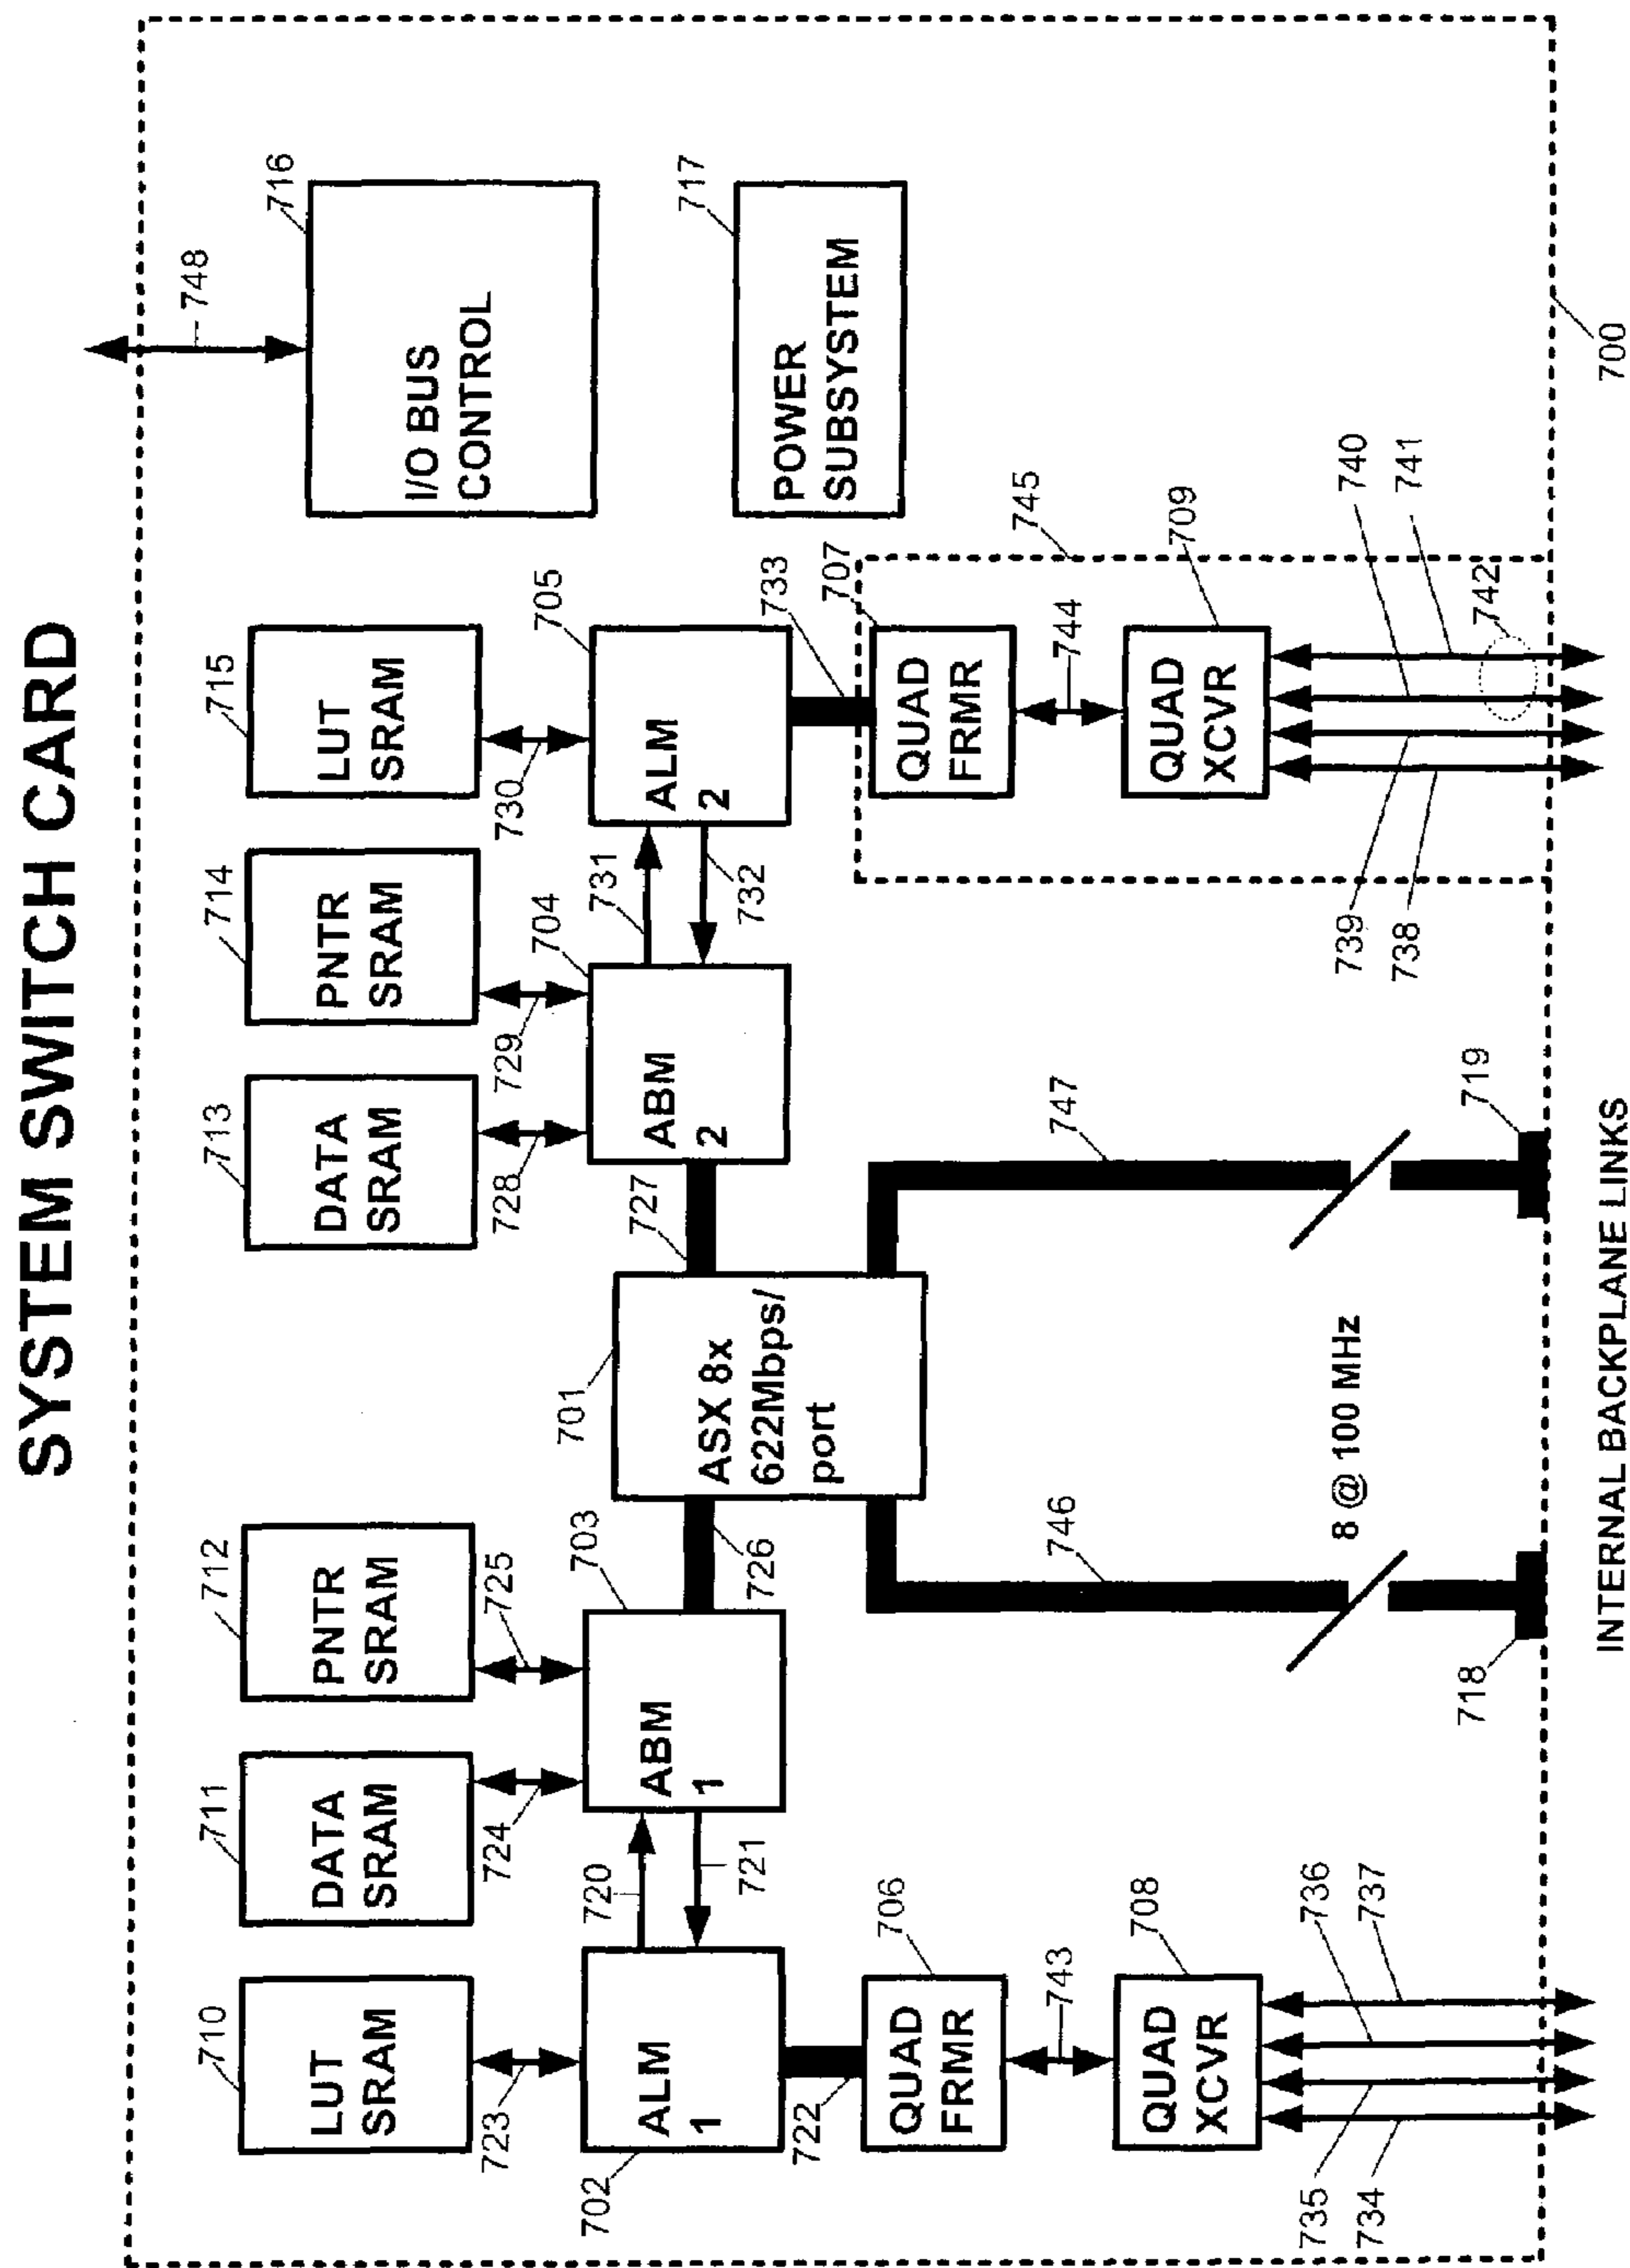 SYSTEM SWITCH CARD
748
710
LUT
SRAM
711
DATA
SRAM
712
PNTR
SRAM
713
DATA
SRAM
714
PNTR
SRAM
715
LUT
SRAM
716
I/O BUS
CONTROL
723
724
725
728
729
730
702
ALM
1
720
721
703
ABM
1
726
701
ASX 8x
622Mbps/
port
727
704
ABM
2
731
732
705
ALM
2
717
POWER
SUBSYSTEM
722
706
QUAD
FRMR
733
707
QUAD
FRMR
745
743
746
747
744
708
QUAD
XCVR
709
QUAD
XCVR
735
734
736
737
8 @ 100 MHz
718
719
739
738
740
741
742
INTERNAL BACKPLANE LINKS
700